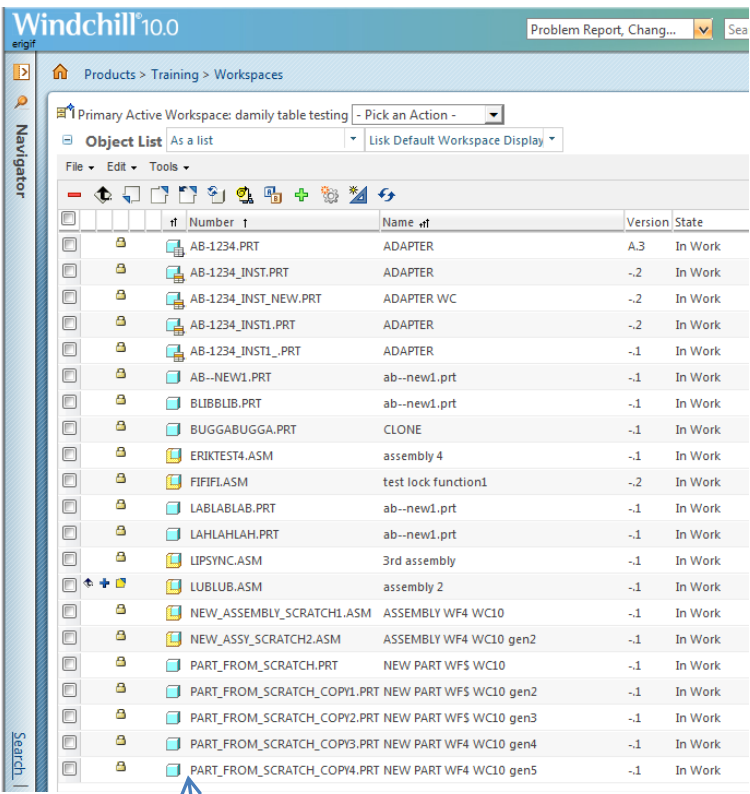 Windchill 10.0
erigif
Problem Report, Chang...
Sea
Products > Training > Workspaces
Navigator
Primary Active Workspace: damily table testing - Pick an Action -
Object List As a list Lisk Default Workspace Display
File Edit Tools
Number Name Version State
AB-1234.PRT ADAPTER A.3 In Work
AB-1234_INST.PRT ADAPTER -.2 In Work
AB-1234_INST_NEW.PRT ADAPTER WC -.2 In Work
AB-1234_INST1.PRT ADAPTER -.2 In Work
AB-1234_INST1_.PRT ADAPTER -.1 In Work
AB--NEW1.PRT ab--new1.prt -.1 In Work
BLIBBLIB.PRT ab--new1.prt -.1 In Work
BUGGABUGGA.PRT CLONE -.1 In Work
ERIKTEST4.ASM assembly 4 -.1 In Work
FIFIFI.ASM test lock function1 -.2 In Work
LABLABLAB.PRT ab--new1.prt -.1 In Work
LAHLAHLAH.PRT ab--new1.prt -.1 In Work
LIPSYNC.ASM 3rd assembly -.1 In Work
LUBLUB.ASM assembly 2 -.1 In Work
NEW_ASSEMBLY_SCRATCH1.ASM ASSEMBLY WF4 WC10 -.1 In Work
NEW_ASSY_SCRATCH2.ASM ASSEMBLY WF4 WC10 gen2 -.1 In Work
PART_FROM_SCRATCH.PRT NEW PART WF$ WC10 -.1 In Work
PART_FROM_SCRATCH_COPY1.PRT NEW PART WF$ WC10 gen2 -.1 In Work
PART_FROM_SCRATCH_COPY2.PRT NEW PART WF$ WC10 gen3 -.1 In Work
PART_FROM_SCRATCH_COPY3.PRT NEW PART WF4 WC10 gen4 -.1 In Work
PART_FROM_SCRATCH_COPY4.PRT NEW PART WF4 WC10 gen5 -.1 In Work
Search